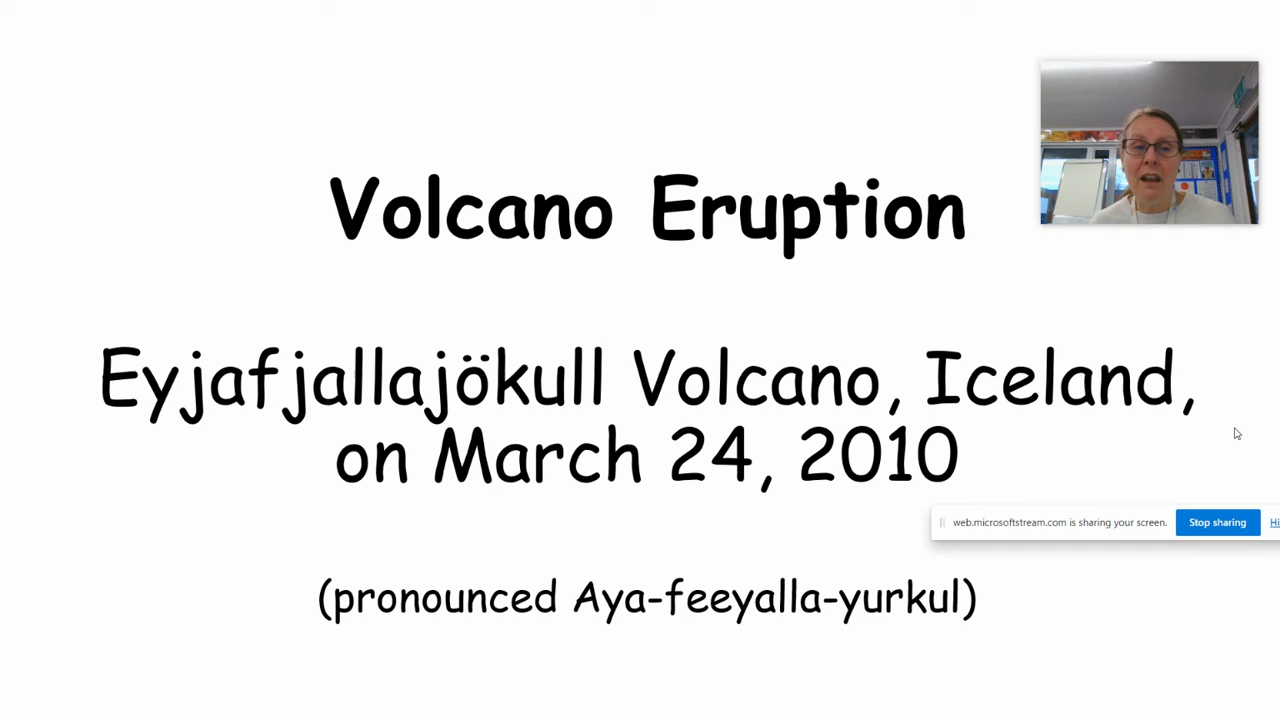 Volcano Eruption
Eyjafjallajökull Volcano, Iceland,
on March 24, 2010
web.microsoftstream.com is sharing your screen.
Stop sharing
Hi
(pronounced Aya-feeyalla-yurkul)